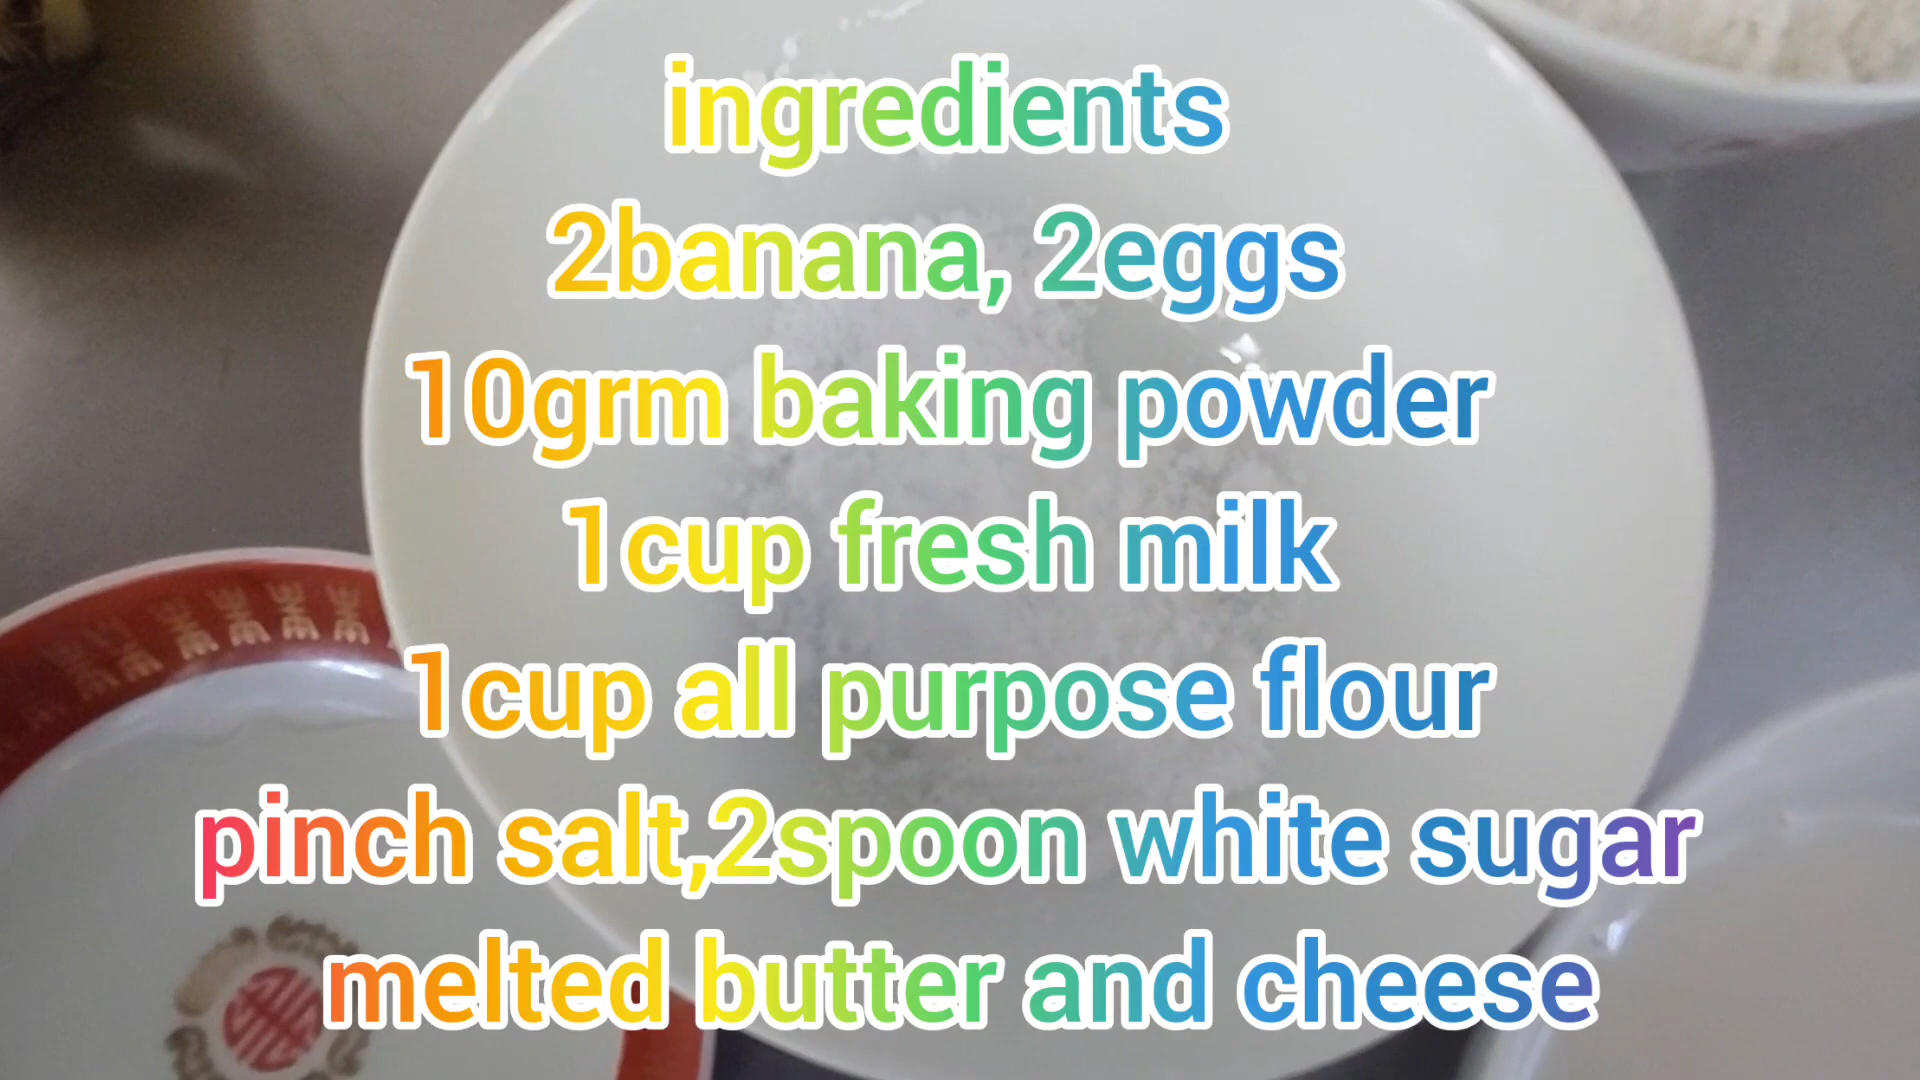 ingredients
2banana, 2eggs
10grm baking powder
1cup fresh milk
1cup all purpose flour
pinch salt,2spoon white sugar
melted butter and cheese